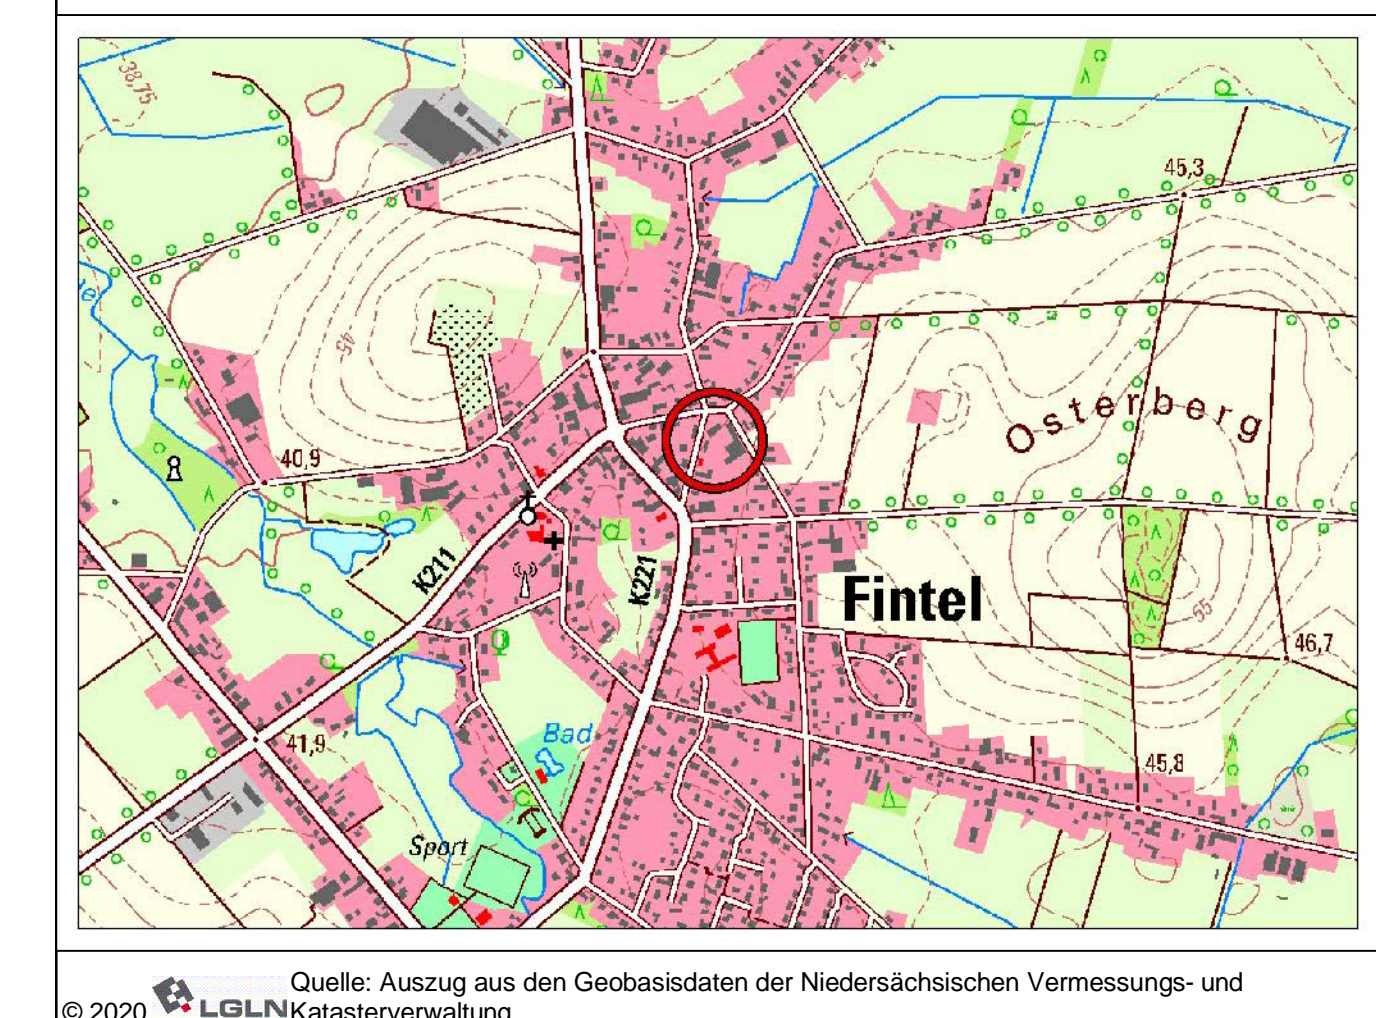 38,75
45,3
45
Osterberg
40,9
K211
K221
Fintel
55
46,7
41,9
Bad
45,8
Sport
Quelle: Auszug aus den Geobasisdaten der Niedersächsischen Vermessungs- und
© 2020 LGLN Katasterverwaltung